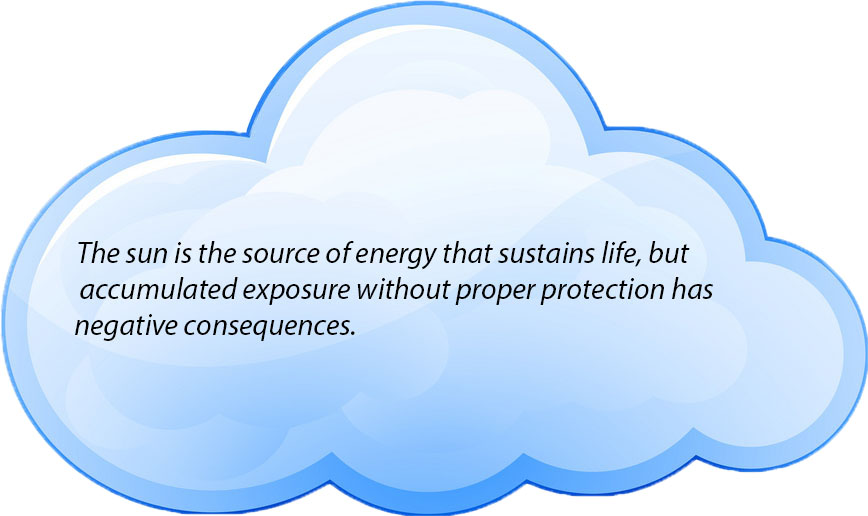 The sun is the source of energy that sustains life, but
accumulated exposure without proper protection has
negative consequences.